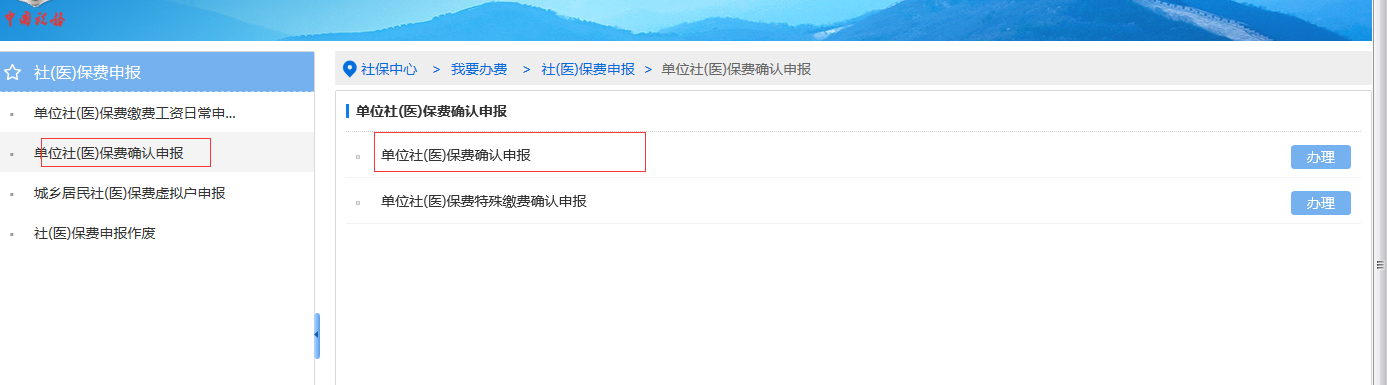 中国税务
社(医)保费申报
单位社(医)保费缴费工资日常申...
单位社(医)保费确认申报
城乡居民社(医)保费虚拟户申报
社(医)保费申报作废
社保中心 > 我要办费 > 社(医)保费申报 > 单位社(医)保费确认申报
单位社(医)保费确认申报
单位社(医)保费确认申报 办理
单位社(医)保费特殊缴费确认申报 办理